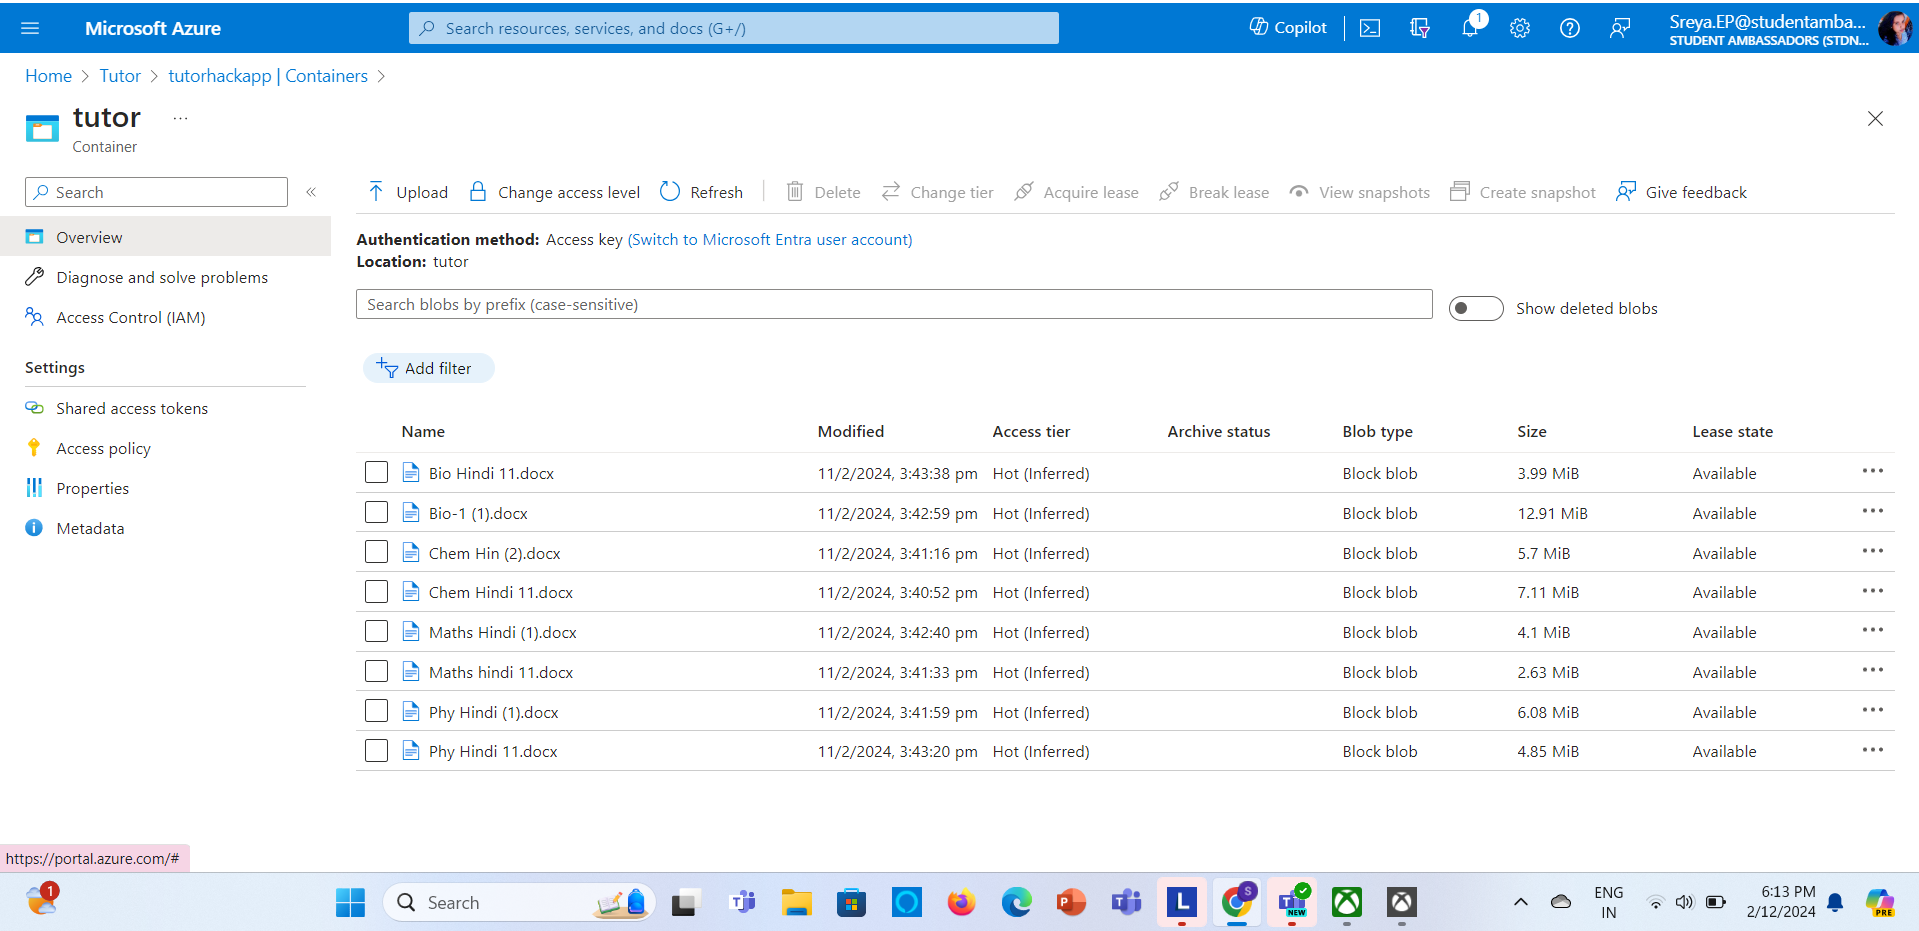 Microsoft Azure
Search resources, services, and docs (G+/)
Copilot
1
Sreya.EP@studentamba...
STUDENT AMBASSADORS (STDN...
Home > Tutor > tutorhackapp | Containers >
tutor ...
Container
Search
«
Upload Change access level Refresh Delete Change tier Acquire lease Break lease View snapshots Create snapshot Give feedback
Overview
Diagnose and solve problems
Access Control (IAM)
Settings
Shared access tokens
Access policy
Properties
Metadata
Authentication method: Access key (Switch to Microsoft Entra user account)
Location: tutor
Search blobs by prefix (case-sensitive)
Show deleted blobs
Add filter
Name Modified Access tier Archive status Blob type Size Lease state
Bio Hindi 11.docx 11/2/2024, 3:43:38 pm Hot (Inferred) Block blob 3.99 MiB Available ...
Bio-1 (1).docx 11/2/2024, 3:42:59 pm Hot (Inferred) Block blob 12.91 MiB Available ...
Chem Hin (2).docx 11/2/2024, 3:41:16 pm Hot (Inferred) Block blob 5.7 MiB Available ...
Chem Hindi 11.docx 11/2/2024, 3:40:52 pm Hot (Inferred) Block blob 7.11 MiB Available ...
Maths Hindi (1).docx 11/2/2024, 3:42:40 pm Hot (Inferred) Block blob 4.1 MiB Available ...
Maths hindi 11.docx 11/2/2024, 3:41:33 pm Hot (Inferred) Block blob 2.63 MiB Available ...
Phy Hindi (1).docx 11/2/2024, 3:41:59 pm Hot (Inferred) Block blob 6.08 MiB Available ...
Phy Hindi 11.docx 11/2/2024, 3:43:20 pm Hot (Inferred) Block blob 4.85 MiB Available ...
https://portal.azure.com/#
1
Search
P
T
L
S
NEW
ENG
IN
6:13 PM
2/12/2024
PRE